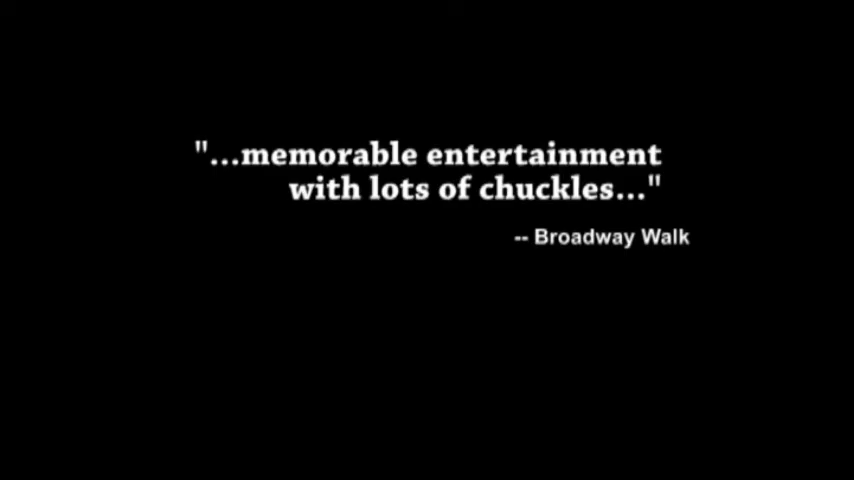 "...memorable entertainment
with lots of chuckles..."
-- Broadway Walk